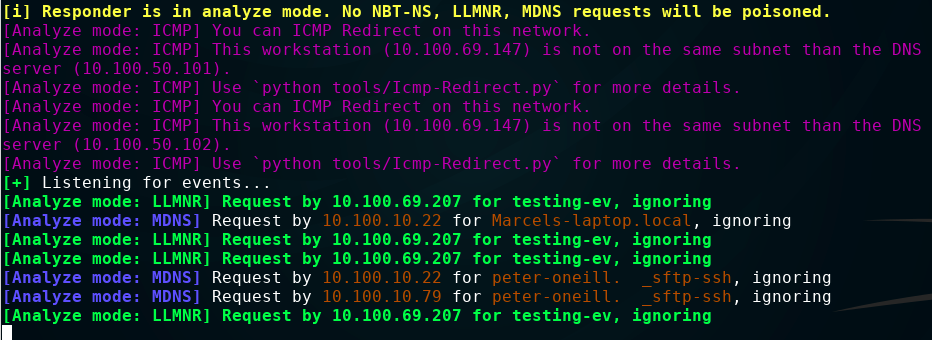 [i] Responder is in analyze mode. No NBT-NS, LLMNR, MDNS requests will be poisoned.
[Analyze mode: ICMP] You can ICMP Redirect on this network.
[Analyze mode: ICMP] This workstation (10.100.69.147) is not on the same subnet than the DNS
server (10.100.50.101).
[Analyze mode: ICMP] Use `python tools/Icmp-Redirect.py` for more details.
[Analyze mode: ICMP] You can ICMP Redirect on this network.
[Analyze mode: ICMP] This workstation (10.100.69.147) is not on the same subnet than the DNS
server (10.100.50.102).
[Analyze mode: ICMP] Use `python tools/Icmp-Redirect.py` for more details.
[+] Listening for events...
[Analyze mode: LLMNR] Request by 10.100.69.207 for testing-ev, ignoring
[Analyze mode: MDNS] Request by 10.100.10.22 for Marcels-laptop.local, ignoring
[Analyze mode: LLMNR] Request by 10.100.69.207 for testing-ev, ignoring
[Analyze mode: LLMNR] Request by 10.100.69.207 for testing-ev, ignoring
[Analyze mode: MDNS] Request by 10.100.10.22 for peter-oneill.  _sftp-ssh, ignoring
[Analyze mode: MDNS] Request by 10.100.10.79 for peter-oneill.  _sftp-ssh, ignoring
[Analyze mode: LLMNR] Request by 10.100.69.207 for testing-ev, ignoring